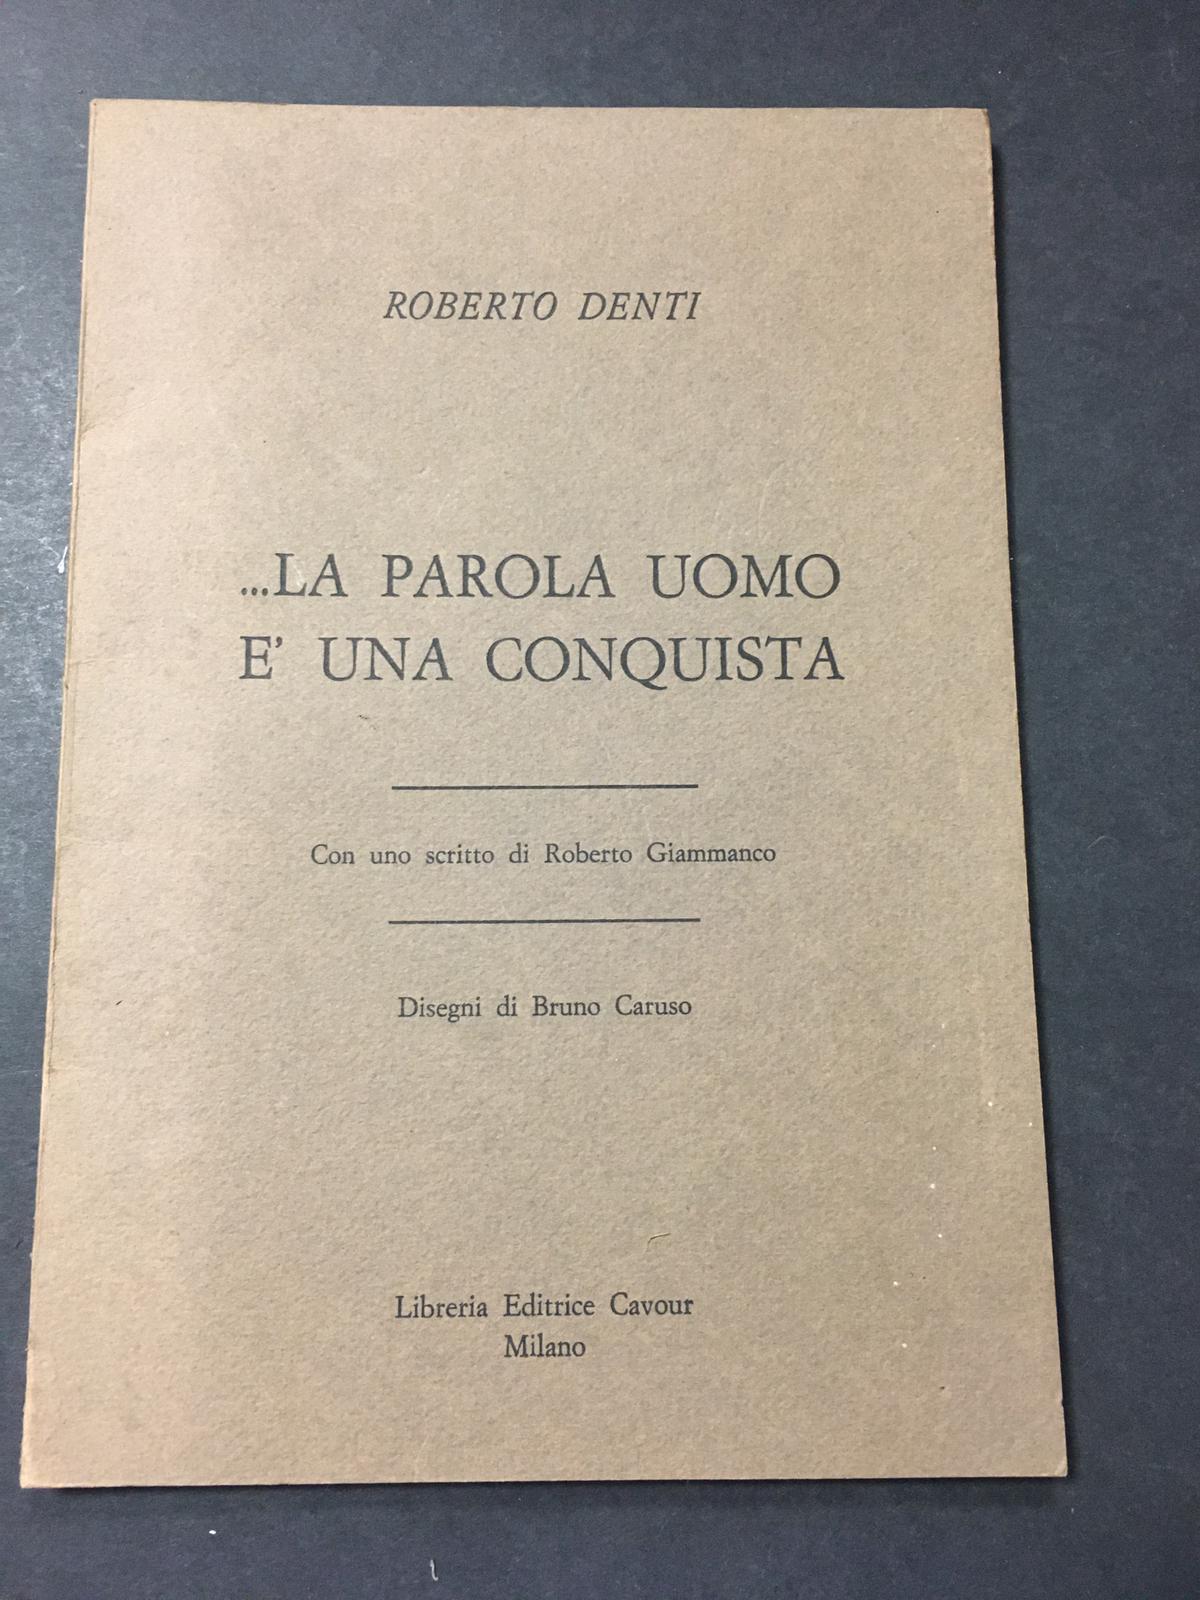 ROBERTO DENTI
...LA PAROLA UOMO
E' UNA CONQUISTA
Con uno scritto di Roberto Giammanco
Disegni di Bruno Caruso
Libreria Editrice Cavour
Milano